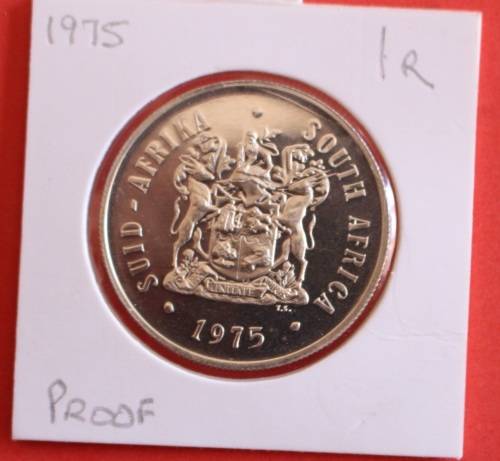 1975
1R
SUID-AFRIKA · SOUTH AFRICA
· 1975 ·
T.S.
PROOF